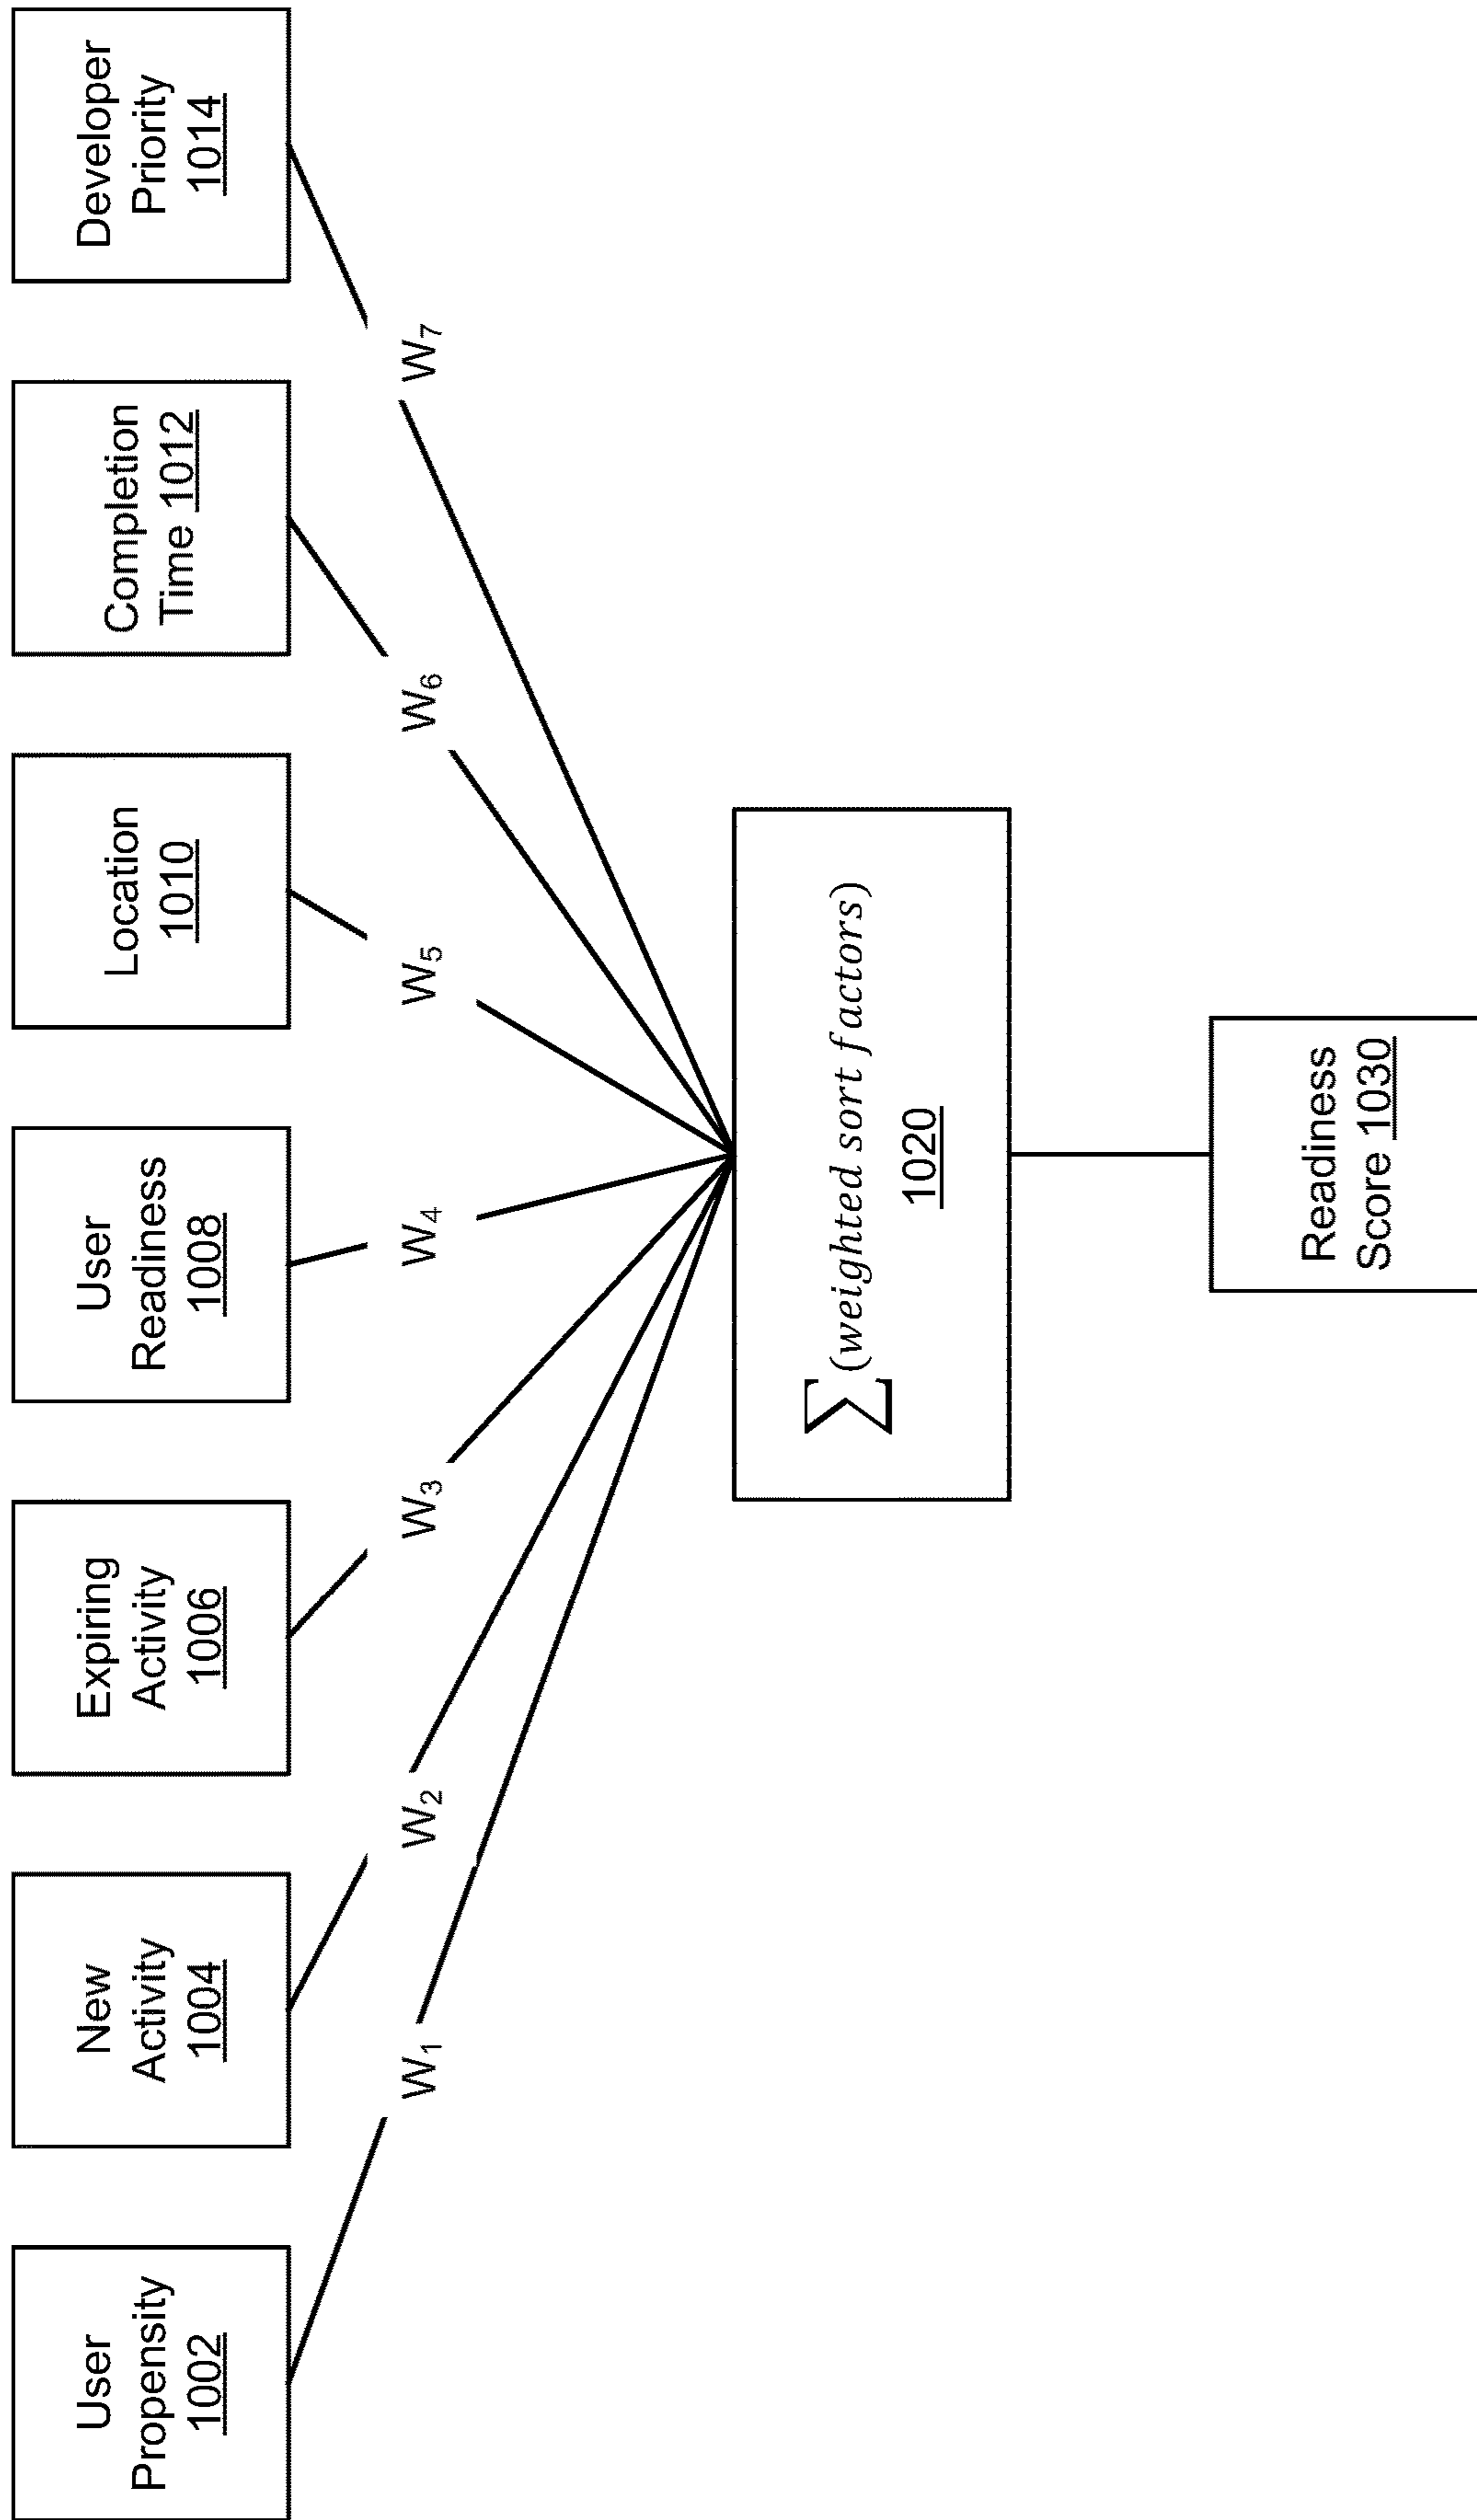 User
Propensity
1002
New
Activity
1004
Expiring
Activity
1006
User
Readiness
1008
Location
1010
Completion
Time 1012
Developer
Priority
1014
W₁
W₂
W₃
W₄
W₅
W₆
W₇
∑(weighted sort factors)
1020
Readiness
Score 1030